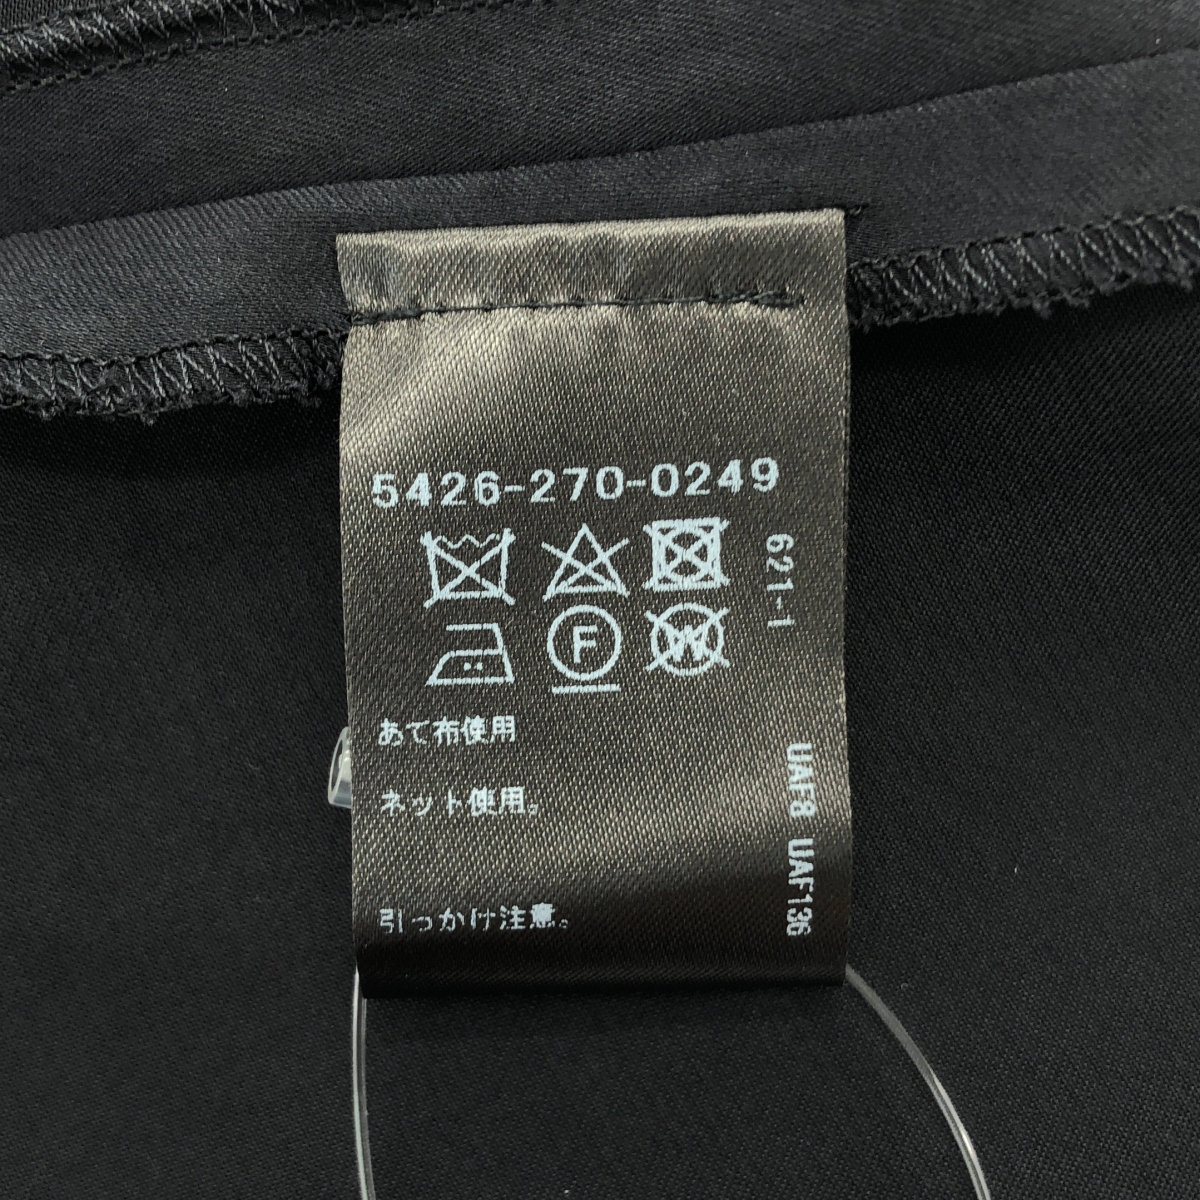 5426-270-0249
621-1
F
W
あて布使用
ネット使用。
引っかけ注意。
UAF8 UAF136